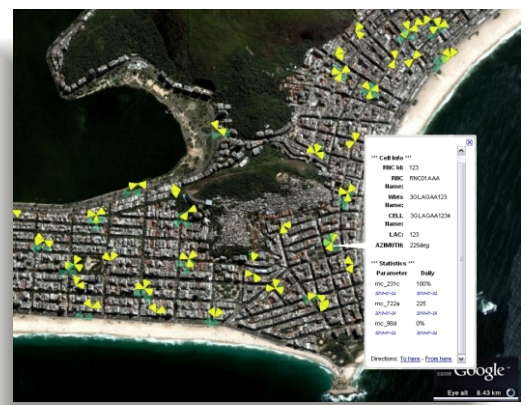 *** Cell Info ***
RNC Id: 123
RNC Name: RNC01AAA
Wbts Name: 3GLAGAA123
CELL Name: 3GLAGAA1234
LAC: 123
AZIMUTH: 225deg
*** Statistics ***
Parameter Daily
rnc_231c 100%
rnc_722a 225
rnc_98d 0%
Directions: To here - From here
Google
Eye alt 8.43 km